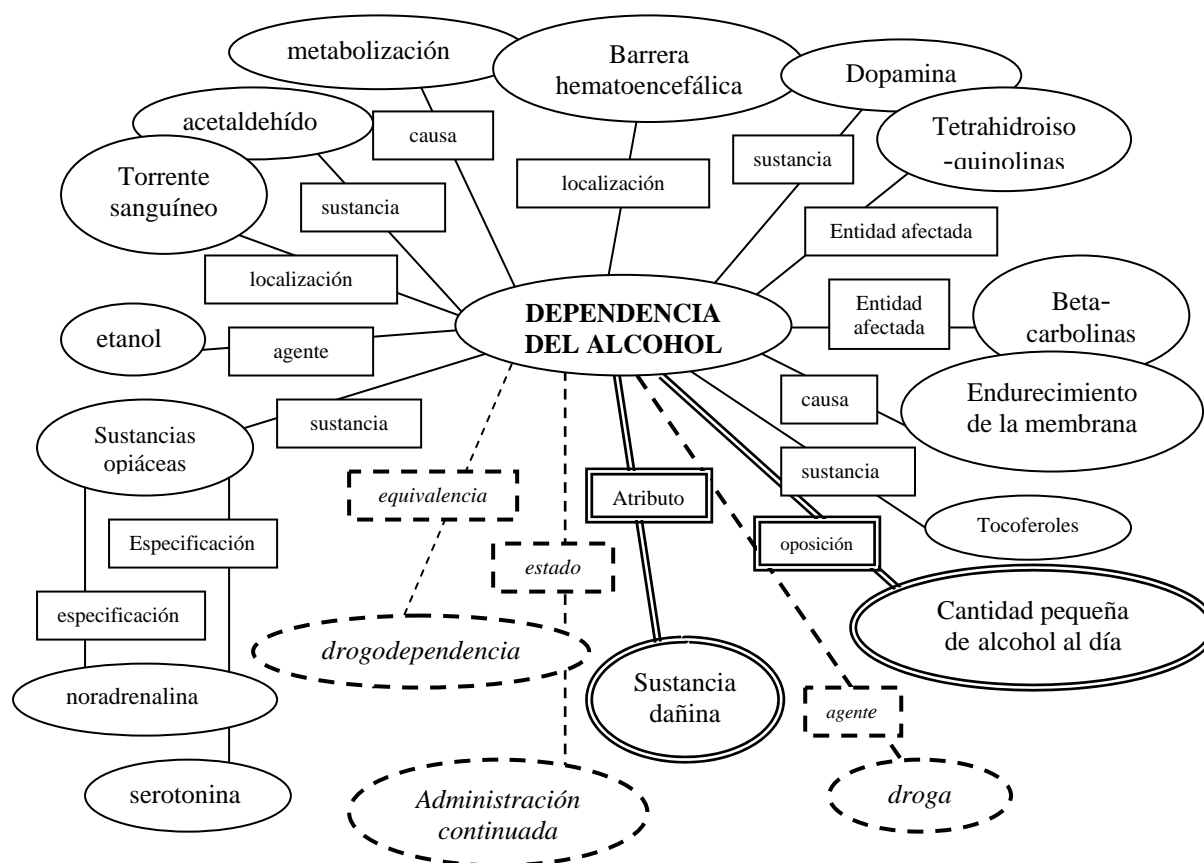 metabolización
Barrera
hematoencefálica
Dopamina
acetaldehído
causa
Tetrahidroiso
-quinolinas
sustancia
Torrente
sanguíneo
localización
sustancia
Entidad afectada
localización
DEPENDENCIA
DEL ALCOHOL
Entidad
afectada
Beta-
carbolinas
etanol
agente
causa
Endurecimiento
de la membrana
sustancia
Sustancias
opiáceas
sustancia
equivalencia
Atributo
Tocoferoles
Especificación
estado
oposición
especificación
Cantidad pequeña
de alcohol al día
drogodependencia
Sustancia
dañina
noradrenalina
agente
serotonina
Administración
continuada
droga